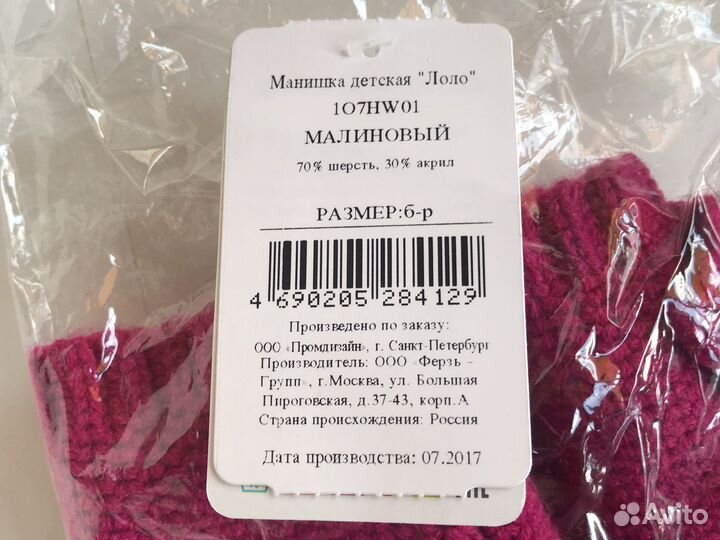 Манишка детская "Лоло"
1O7HW01
МАЛИНОВЫЙ
70% шерсть, 30% акрил
РАЗМЕР:б-р
4 690205 284129
Произведено по заказу:
ООО «Промдизайн», г. Санкт-Петербург
Производитель: ООО «Ферзь -
Групп», г.Москва, ул. Большая
Пироговская, д.37-43, корп.А
Страна происхождения: Россия
Дата производства: 07.2017
Avito